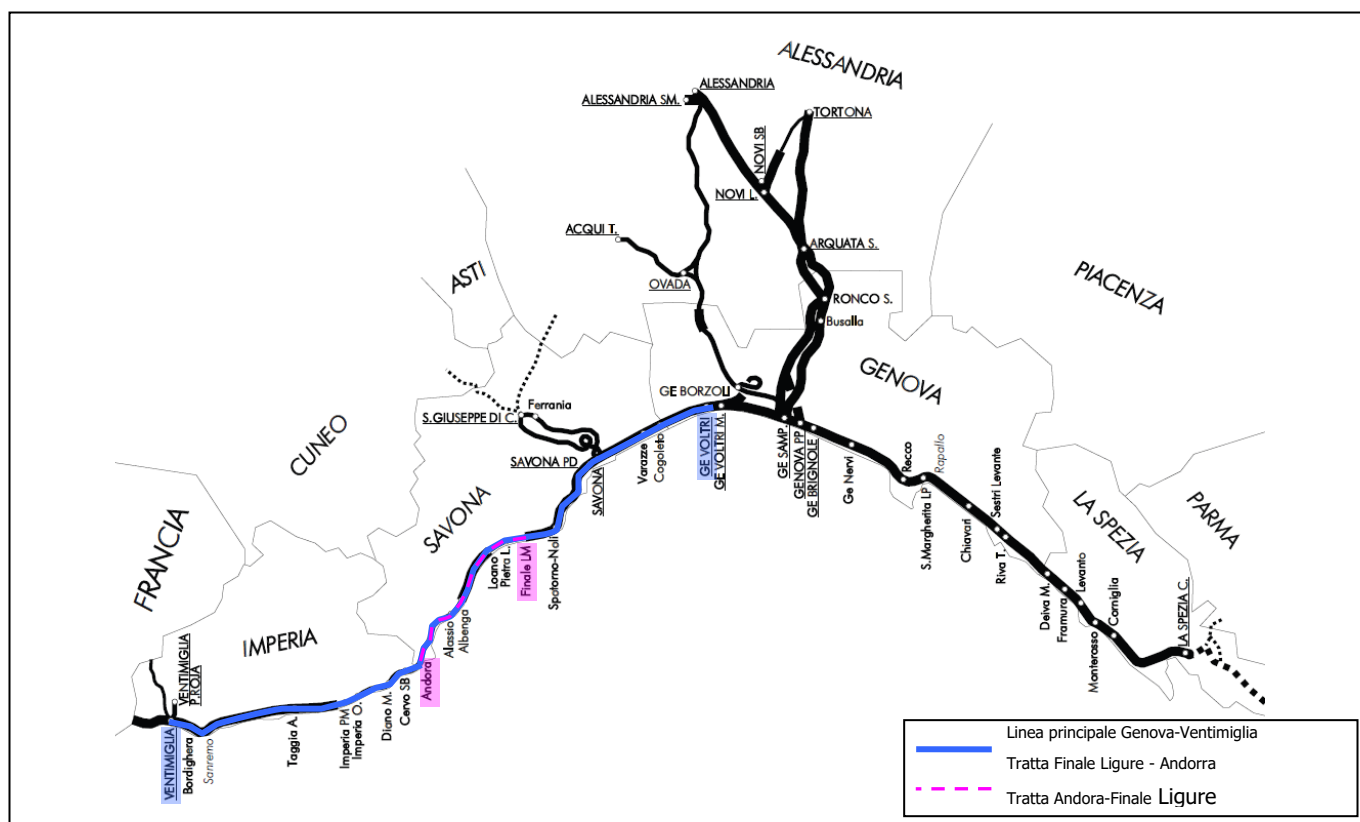 ALESSANDRIA
ALESSANDRIA
ALESSANDRIA SM.
TORTONA
NOVI SB
NOVI L.
ACQUI T.
ARQUATA S.
ASTI
OVADA
PIACENZA
RONCO S.
Busalla
GENOVA
GE BORZOLI
CUNEO
Ferrania
S.GIUSEPPE DI C.
SAVONA PD
SAVONA
Varazze
Cogoleto
GE VOLTRI
GE VOLTRI M.
GE SAMP.
GENOVA PP
GE BRIGNOLE
Ge Nervi
Recco
Rapallo
S.Margherita LP
Chiavari
Sestri Levante
Riva T.
LA SPEZIA
PARMA
Deiva M.
Framura
Levanto
Monterosso
Corniglia
LA SPEZIA C.
SAVONA
FRANCIA
IMPERIA
Loano
Pietra L.
Finale LM
Spotorno-Noli
Alassio
Albenga
Andora
Cervo SB
Diano M.
Imperia O.
Imperia PM
Taggia A.
VENTIMIGLIA
P.ROJA
VENTIMIGLIA
Bordighera
Sanremo
Linea principale Genova-Ventimiglia
Tratta Finale Ligure - Andorra
Tratta Andora-Finale Ligure